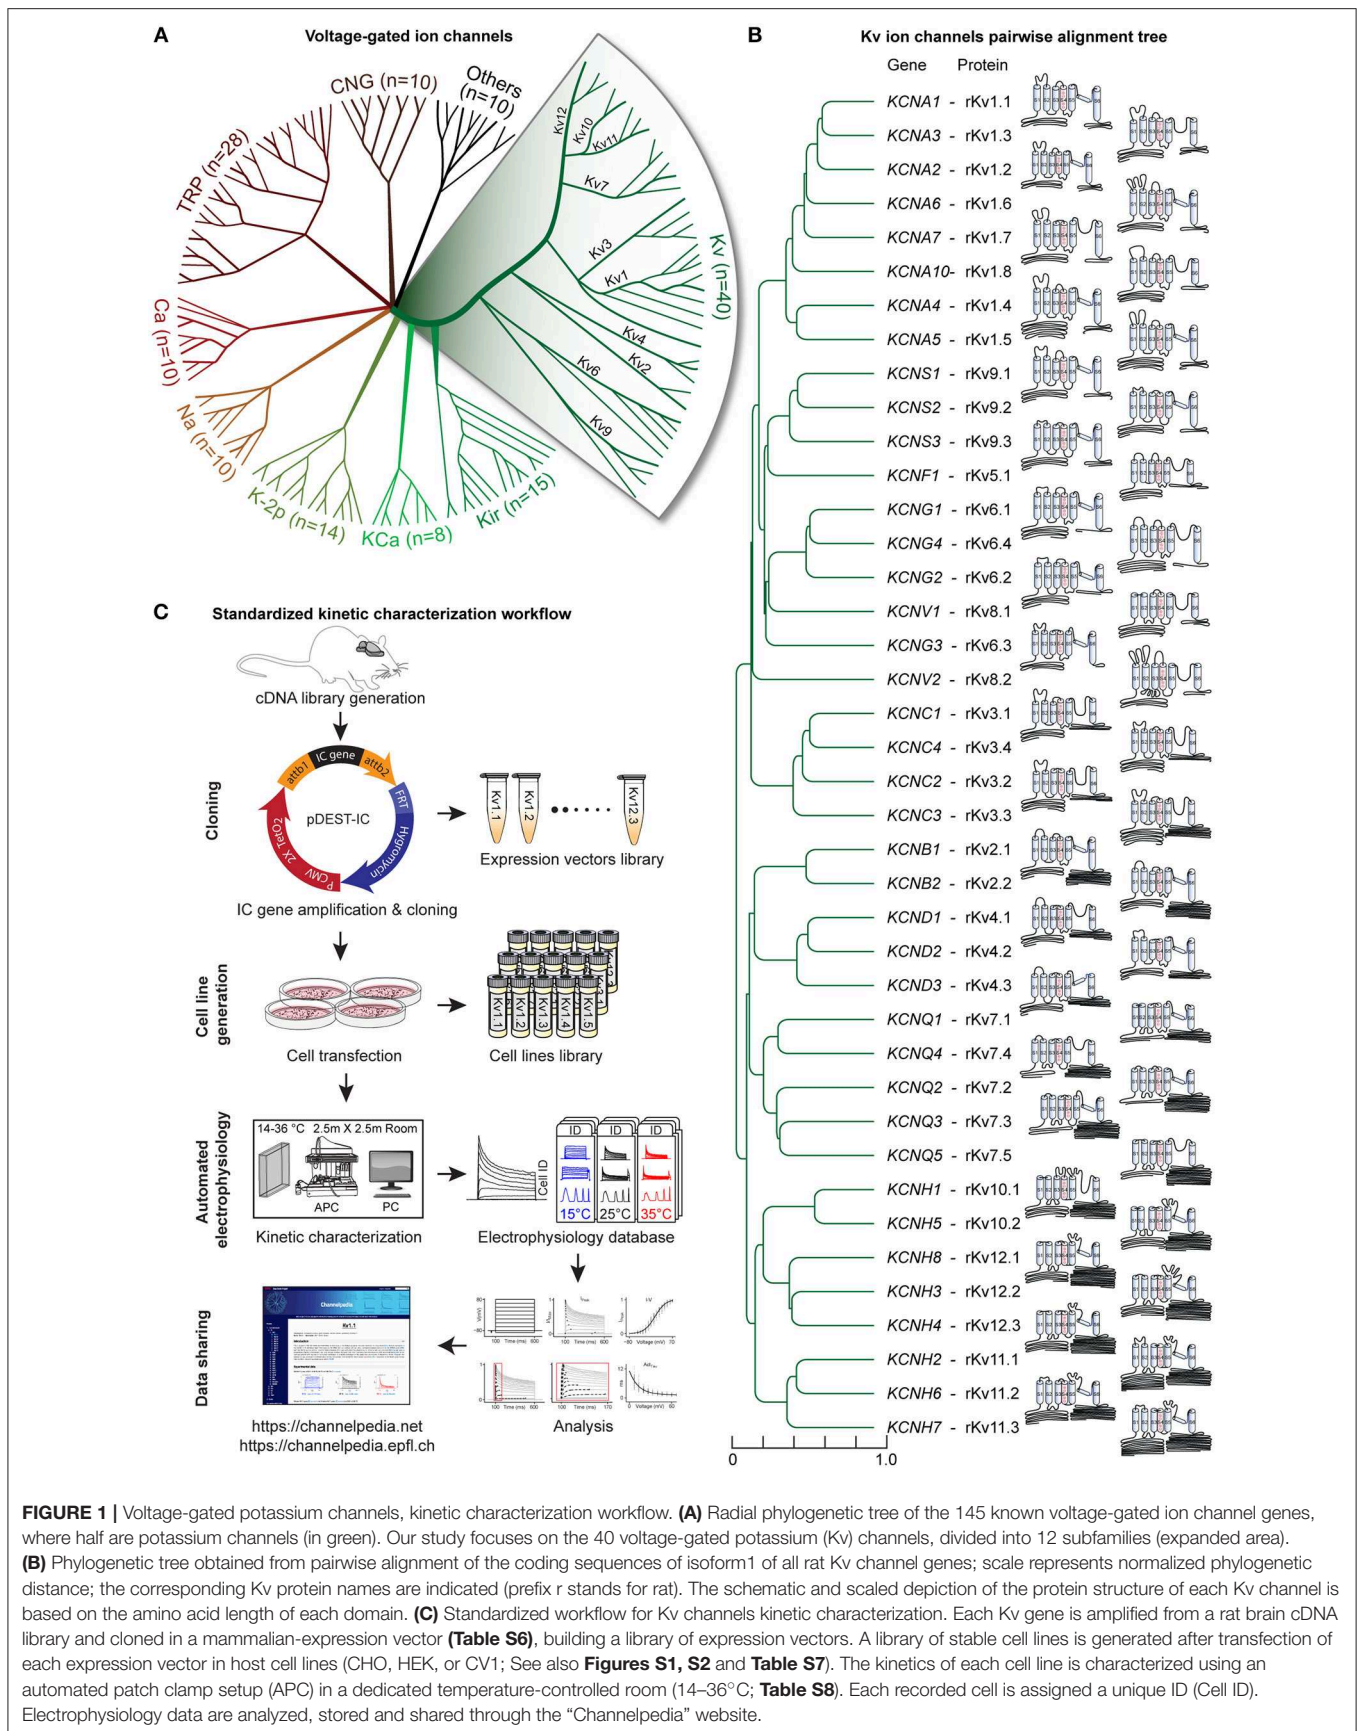 A
Voltage-gated ion channels
CNG (n=10)
Others
(n=10)
TRP (n=28)
Ca (n=10)
Na (n=10)
K-2p (n=14)
KCa (n=8)
Kir (n=15)
Kv (n=40)
Kv12
Kv10
Kv11
Kv7
Kv3
Kv1
Kv4
Kv2
Kv6
Kv9
B
Kv ion channels pairwise alignment tree
Gene Protein
KCNA1 - rKv1.1
KCNA3 - rKv1.3
KCNA2 - rKv1.2
KCNA6 - rKv1.6
KCNA7 - rKv1.7
KCNA10- rKv1.8
KCNA4 - rKv1.4
KCNA5 - rKv1.5
KCNS1 - rKv9.1
KCNS2 - rKv9.2
KCNS3 - rKv9.3
KCNF1 - rKv5.1
KCNG1 - rKv6.1
KCNG4 - rKv6.4
KCNG2 - rKv6.2
KCNV1 - rKv8.1
KCNG3 - rKv6.3
KCNV2 - rKv8.2
KCNC1 - rKv3.1
KCNC4 - rKv3.4
KCNC2 - rKv3.2
KCNC3 - rKv3.3
KCNB1 - rKv2.1
KCNB2 - rKv2.2
KCND1 - rKv4.1
KCND2 - rKv4.2
KCND3 - rKv4.3
KCNQ1 - rKv7.1
KCNQ4 - rKv7.4
KCNQ2 - rKv7.2
KCNQ3 - rKv7.3
KCNQ5 - rKv7.5
KCNH1 - rKv10.1
KCNH5 - rKv10.2
KCNH8 - rKv12.1
KCNH3 - rKv12.2
KCNH4 - rKv12.3
KCNH2 - rKv11.1
KCNH6 - rKv11.2
KCNH7 - rKv11.3
0 1.0
C
Standardized kinetic characterization workflow
cDNA library generation
Cloning
attb1
IC gene
attb2
FRT
Hygromycin
PCMV
2X TetO2
pDEST-IC
IC gene amplification & cloning
Kv1.1
Kv1.2
Kv12.3
Expression vectors library
Cell line
generation
Cell transfection
Kv1.1
Kv1.2
Kv1.3
Kv1.4
Kv1.5
Cell lines library
Automated
electrophysiology
14-36 °C 2.5m X 2.5m Room
APC PC
Kinetic characterization
Cell ID
ID ID ID
15°C 25°C 35°C
Electrophysiology database
Data sharing
Channelpedia
Kv1.1
https://channelpedia.net
https://channelpedia.epfl.ch
Analysis
FIGURE 1 | Voltage-gated potassium channels, kinetic characterization workflow. (A) Radial phylogenetic tree of the 145 known voltage-gated ion channel genes,
where half are potassium channels (in green). Our study focuses on the 40 voltage-gated potassium (Kv) channels, divided into 12 subfamilies (expanded area).
(B) Phylogenetic tree obtained from pairwise alignment of the coding sequences of isoform1 of all rat Kv channel genes; scale represents normalized phylogenetic
distance; the corresponding Kv protein names are indicated (prefix r stands for rat). The schematic and scaled depiction of the protein structure of each Kv channel is
based on the amino acid length of each domain. (C) Standardized workflow for Kv channels kinetic characterization. Each Kv gene is amplified from a rat brain cDNA
library and cloned in a mammalian-expression vector (Table S6), building a library of expression vectors. A library of stable cell lines is generated after transfection of
each expression vector in host cell lines (CHO, HEK, or CV1; See also Figures S1, S2 and Table S7). The kinetics of each cell line is characterized using an
automated patch clamp setup (APC) in a dedicated temperature-controlled room (14–36°C; Table S8). Each recorded cell is assigned a unique ID (Cell ID).
Electrophysiology data are analyzed, stored and shared through the “Channelpedia” website.